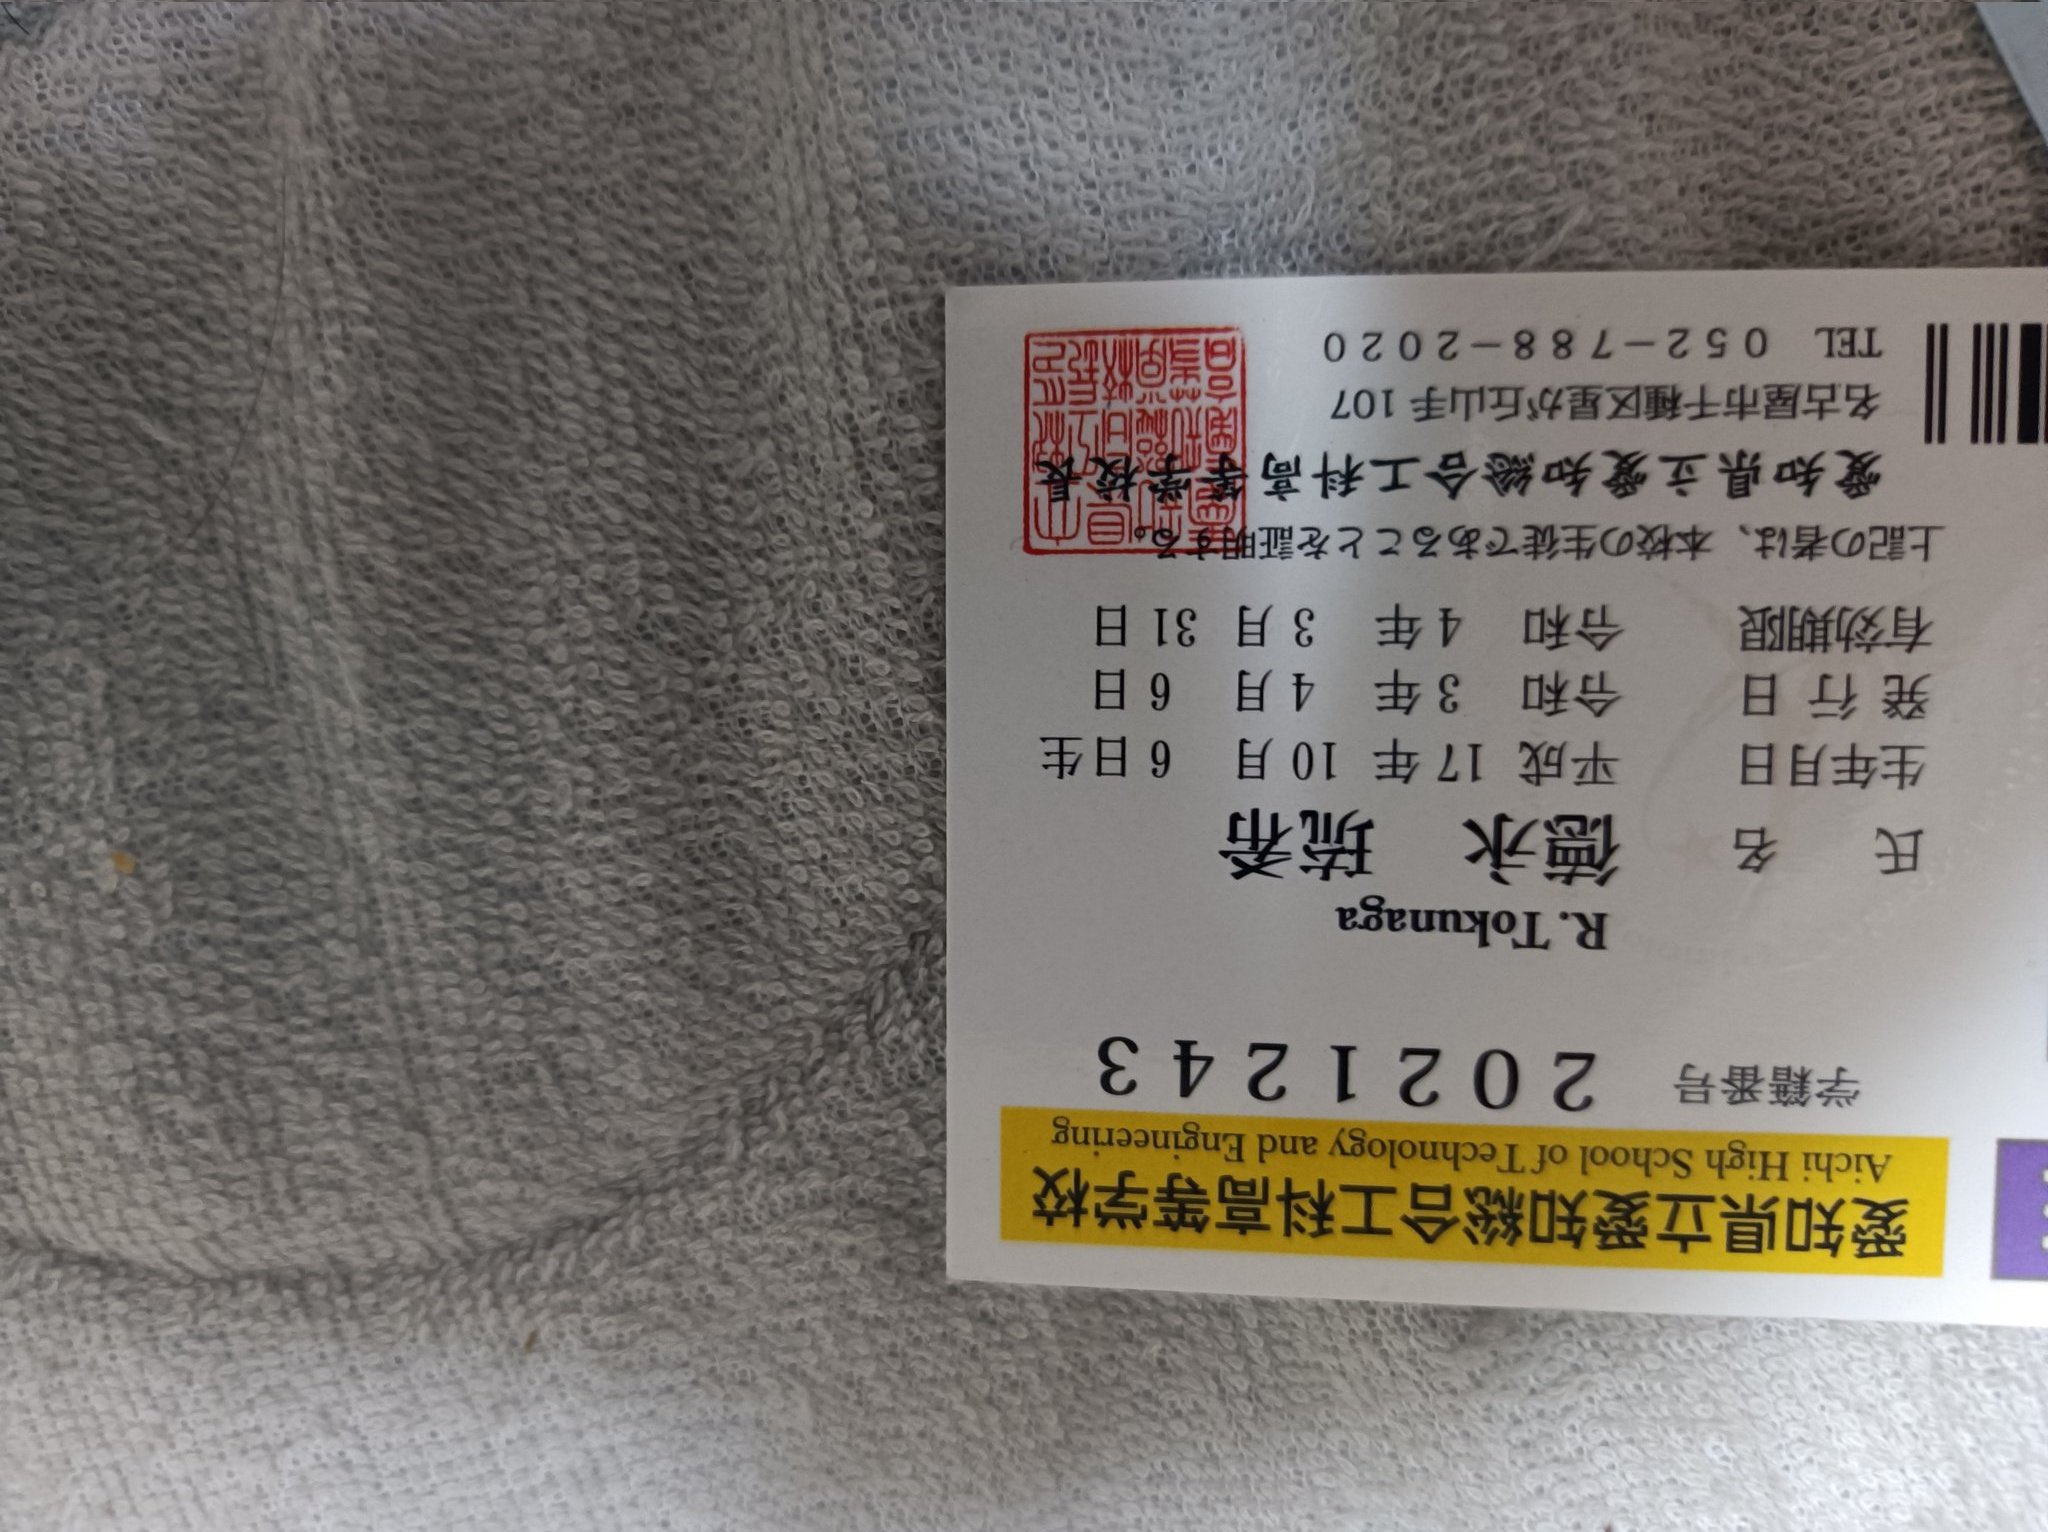 愛知県立愛知総合工科高等学校
Aichi High School of Technology and Engineering
学籍番号 2021243
R. Tokunaga
氏 名 徳永 琉希
生年月日 平成 17 年 10 月 6 日生
発 行 日 令和 3 年 4 月 6 日
有効期限 令和 4 年 3 月 31 日
上記の者は、本校の生徒であることを証明する。
愛知県立愛知総合工科高等学校長
名古屋市千種区星が丘山手 107
TEL 052-788-2020